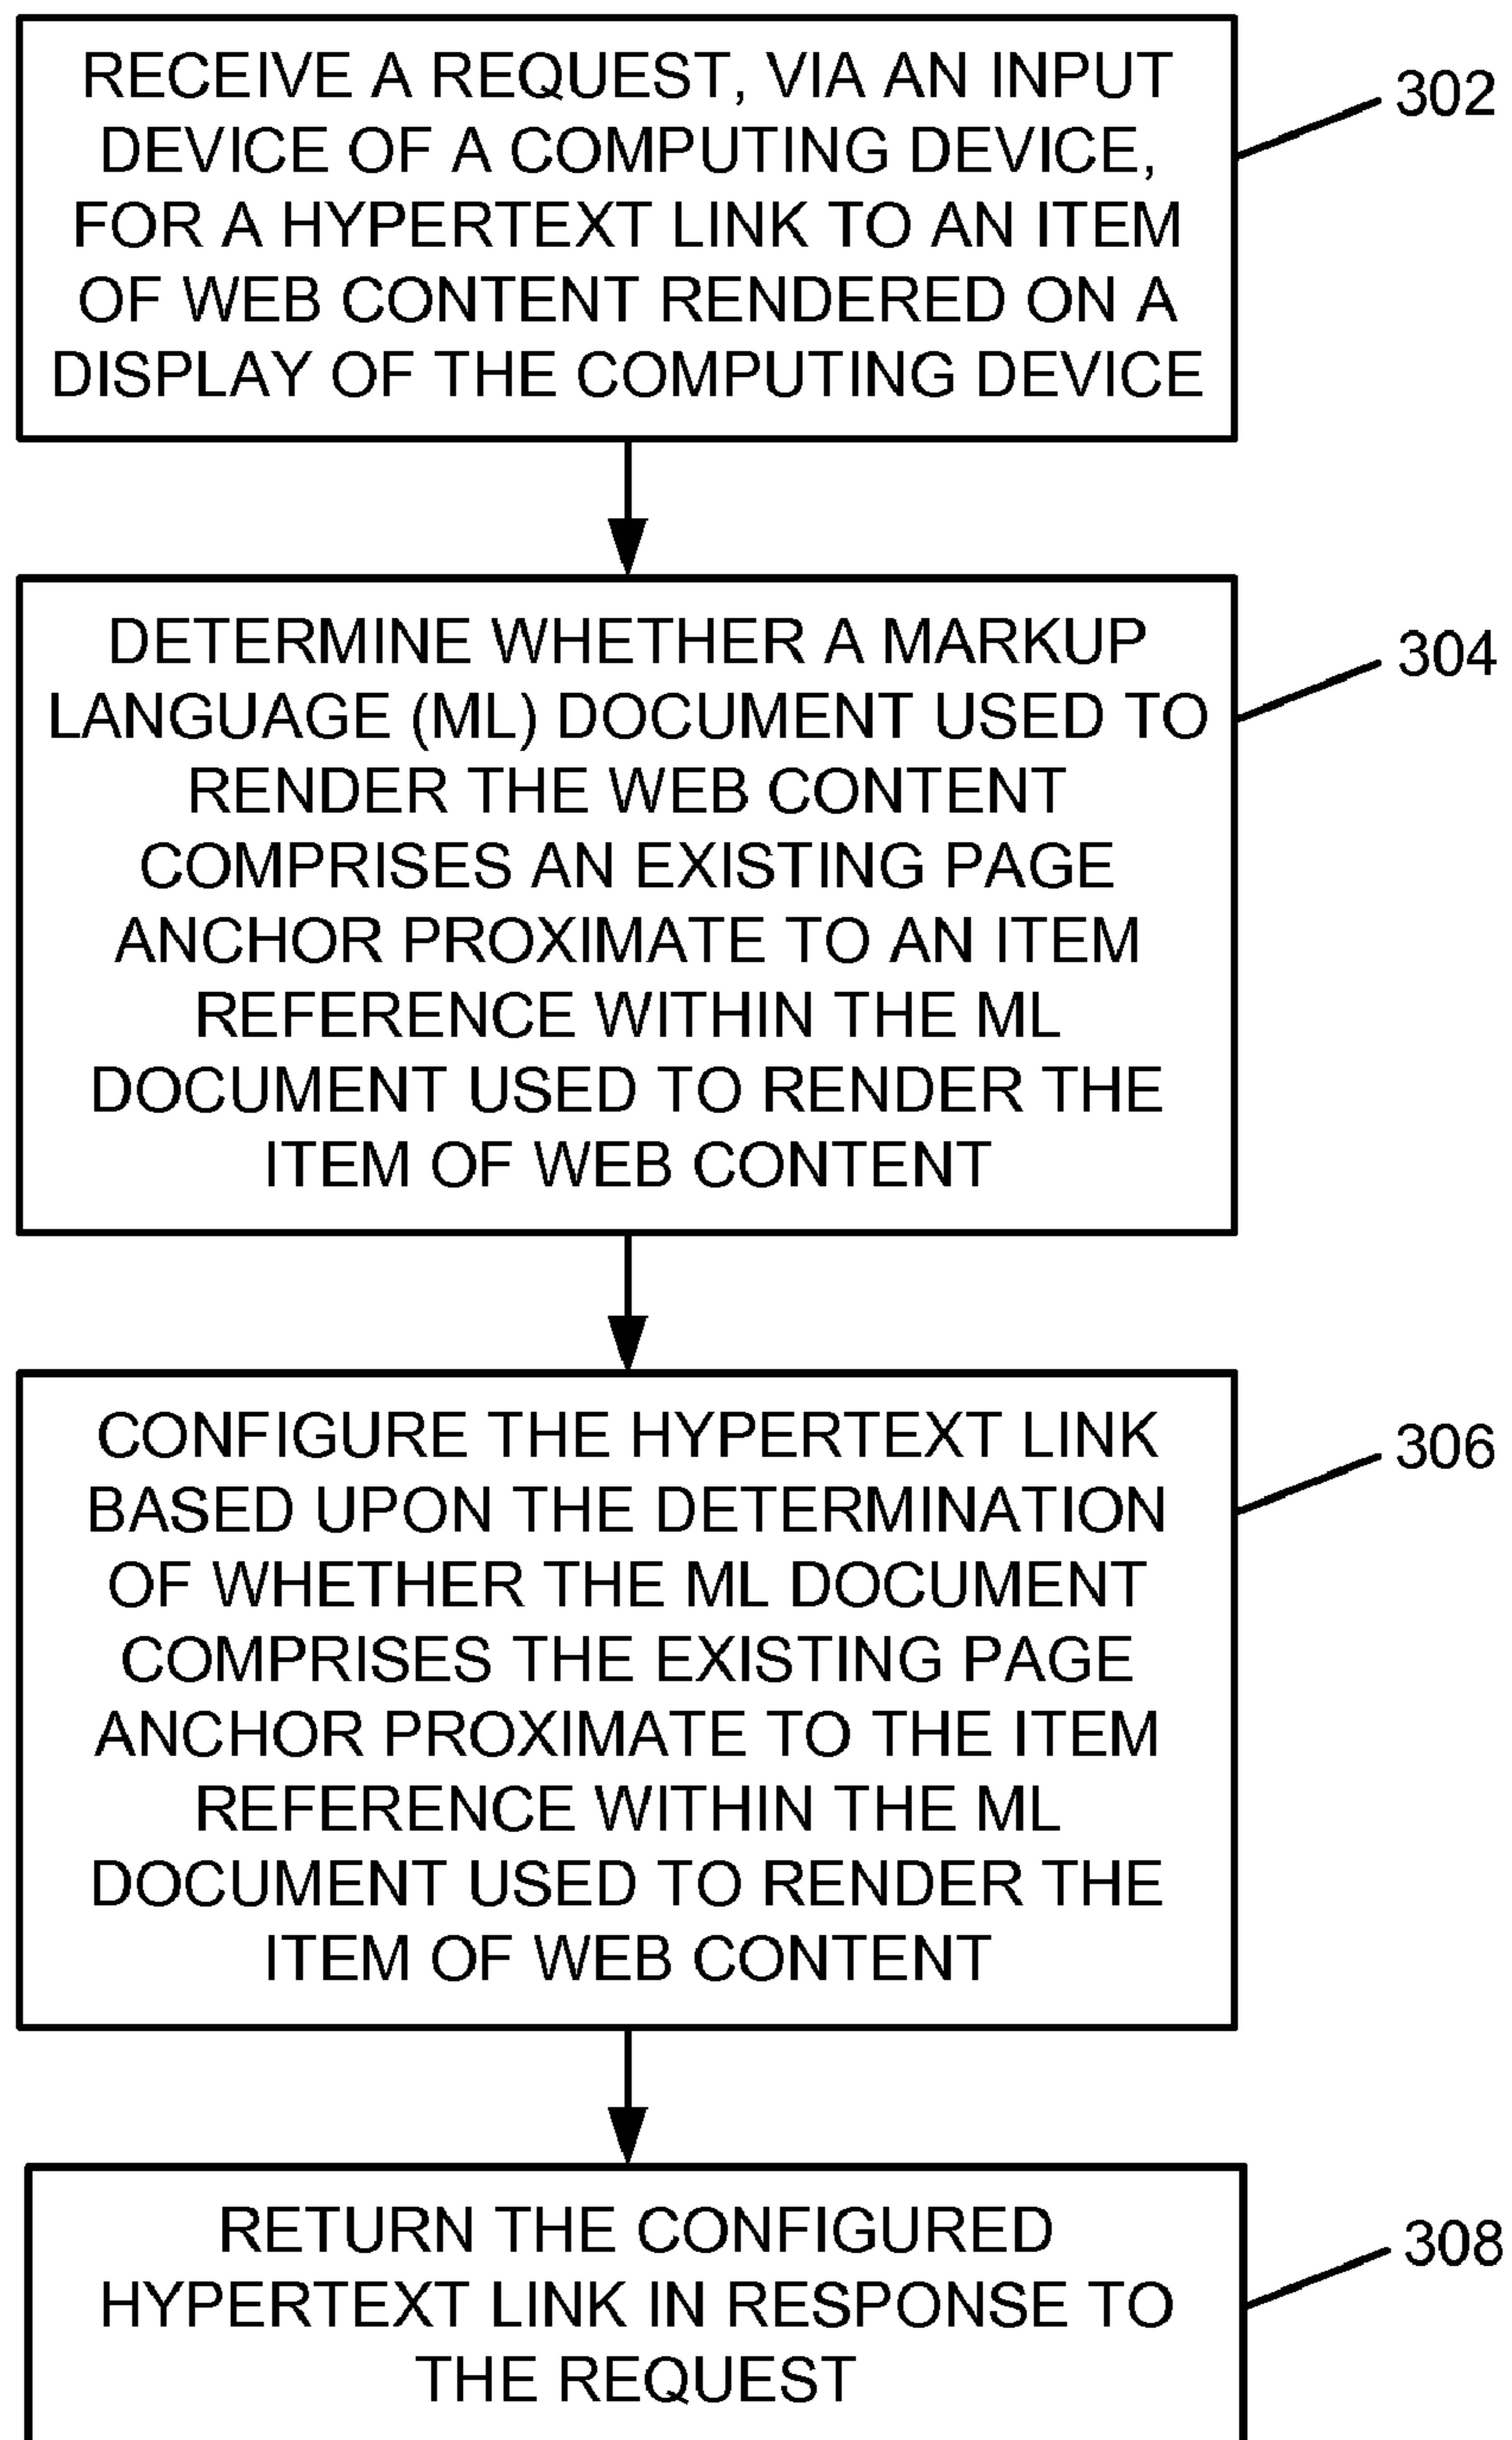 RECEIVE A REQUEST, VIA AN INPUT
DEVICE OF A COMPUTING DEVICE,
FOR A HYPERTEXT LINK TO AN ITEM
OF WEB CONTENT RENDERED ON A
DISPLAY OF THE COMPUTING DEVICE
302
DETERMINE WHETHER A MARKUP
LANGUAGE (ML) DOCUMENT USED TO
RENDER THE WEB CONTENT
COMPRISES AN EXISTING PAGE
ANCHOR PROXIMATE TO AN ITEM
REFERENCE WITHIN THE ML
DOCUMENT USED TO RENDER THE
ITEM OF WEB CONTENT
304
CONFIGURE THE HYPERTEXT LINK
BASED UPON THE DETERMINATION
OF WHETHER THE ML DOCUMENT
COMPRISES THE EXISTING PAGE
ANCHOR PROXIMATE TO THE ITEM
REFERENCE WITHIN THE ML
DOCUMENT USED TO RENDER THE
ITEM OF WEB CONTENT
306
RETURN THE CONFIGURED
HYPERTEXT LINK IN RESPONSE TO
THE REQUEST
308